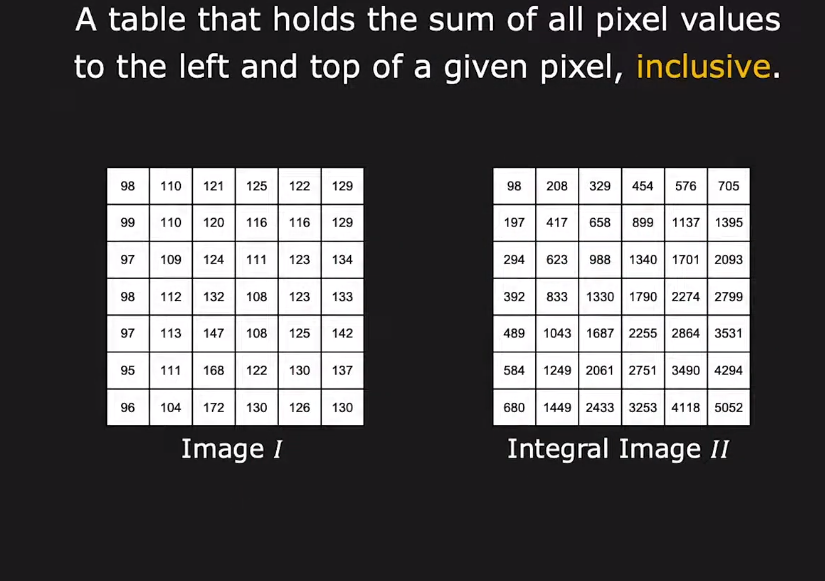 A table that holds the sum of all pixel values
to the left and top of a given pixel, inclusive.
98 110 121 125 122 129
99 110 120 116 116 129
97 109 124 111 123 134
98 112 132 108 123 133
97 113 147 108 125 142
95 111 168 122 130 137
96 104 172 130 126 130
Image I
98 208 329 454 576 705
197 417 658 899 1137 1395
294 623 988 1340 1701 2093
392 833 1330 1790 2274 2799
489 1043 1687 2255 2864 3531
584 1249 2061 2751 3490 4294
680 1449 2433 3253 4118 5052
Integral Image II